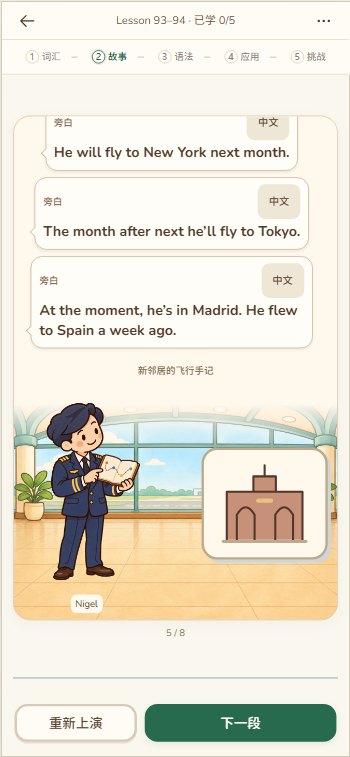 Lesson 93–94 · 已学 0/5
1 词汇 – 2 故事 – 3 语法 – 4 应用 – 5 挑战
旁白 中文
He will fly to New York next month.
旁白 中文
The month after next he’ll fly to Tokyo.
旁白 中文
At the moment, he’s in Madrid. He flew
to Spain a week ago.
新邻居的飞行手记
Nigel
5 / 8
重新上演 下一段